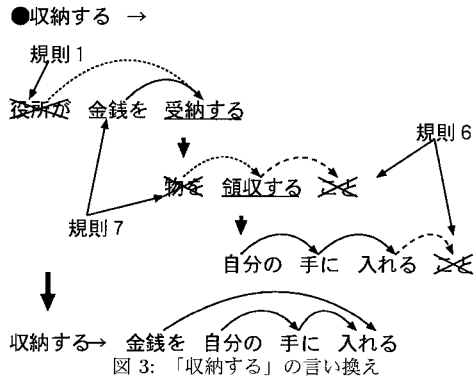 ●収納する →
規則1
役所が 金銭を 受納する
規則6
物を 領収する こと
規則7
自分の 手に 入れる こと
収納する→ 金銭を 自分の 手に 入れる
図 3: 「収納する」の言い換え